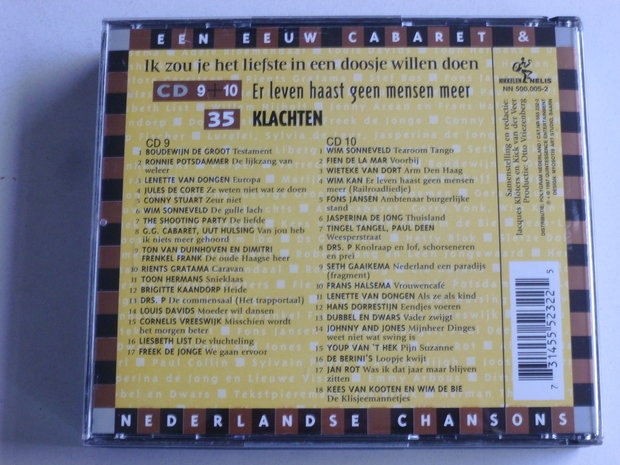 EEN EEUW CABARET &
Ik zou je het liefste in een doosje willen doen
CD 9+10 Er leven haast geen mensen meer
35 KLACHTEN
NIKKELEN NELIS
NN 500.005-2
CD 9
1 BOUDEWIJN DE GROOT Testament
2 RONNIE POTSDAMMER De lijkzang van
weleer
3 LENETTE VAN DONGEN Europa
4 JULES DE CORTE Ze weten niet wat ze doen
5 CONNY STUART Zeur niet
6 WIM SONNEVELD De gulle lach
7 THE SHOOTING PARTY De liefde
8 G.G. CABARET, UUT HULSING Van jou heb
ik niets meer gehoord
9 TON VAN DUINHOVEN EN DIMITRI
FRENKEL FRANK De oude Haagse heer
10 RIENTS GRATAMA Caravan
11 TOON HERMANS Snieklaas
12 BRIGITTE KAANDORP Heide
13 DRS. P De commensaal (Het trapportaal)
14 LOUIS DAVIDS Moeder wil dansen
15 CORNELIS VREESWIJK Misschien wordt
het morgen beter
16 LIESBETH LIST De vluchteling
17 FREEK DE JONGE We gaan ervoor
CD 10
1 WIM SONNEVELD Tearoom Tango
2 FIEN DE LA MAR Voorbij
3 WIETEKE VAN DORT Arm Den Haag
4 WIM KAN Er leven haast geen mensen
meer (Railroadliedje)
5 FONS JANSEN Ambtenaar burgerlijke
stand
6 JASPERINA DE JONG Thuisland
7 TINGEL TANGEL, PAUL DEEN
Weesperstraat
8 DRS. P Knolraap en lof, schorseneren
en prei
9 SETH GAAIKEMA Nederland een paradijs
(fragment)
10 FRANS HALSEMA Vrouwencafé
11 LENETTE VAN DONGEN Als ze als kind
12 HANS DORRESTIJN Eendjes voeren
13 DUBBEL EN DWARS Vader zwijgt
14 JOHNNY AND JONES Mijnheer Dinges
weet niet wat swing is
15 YOUP VAN 'T HEK Pijn Suzanne
16 DE BERINI'S Loopje kwijt
17 JAN ROT Was ik dat jaar maar blijven
zitten
18 KEES VAN KOOTEN EN WIM DE BIE
De Klisjeemannetjes
Samenstelling en redactie:
Jacques Klöters en Kick van der Veer
Productie: Otto Vriezenberg
7 31455 52322 5
NEDERLANDSE CHANSONS